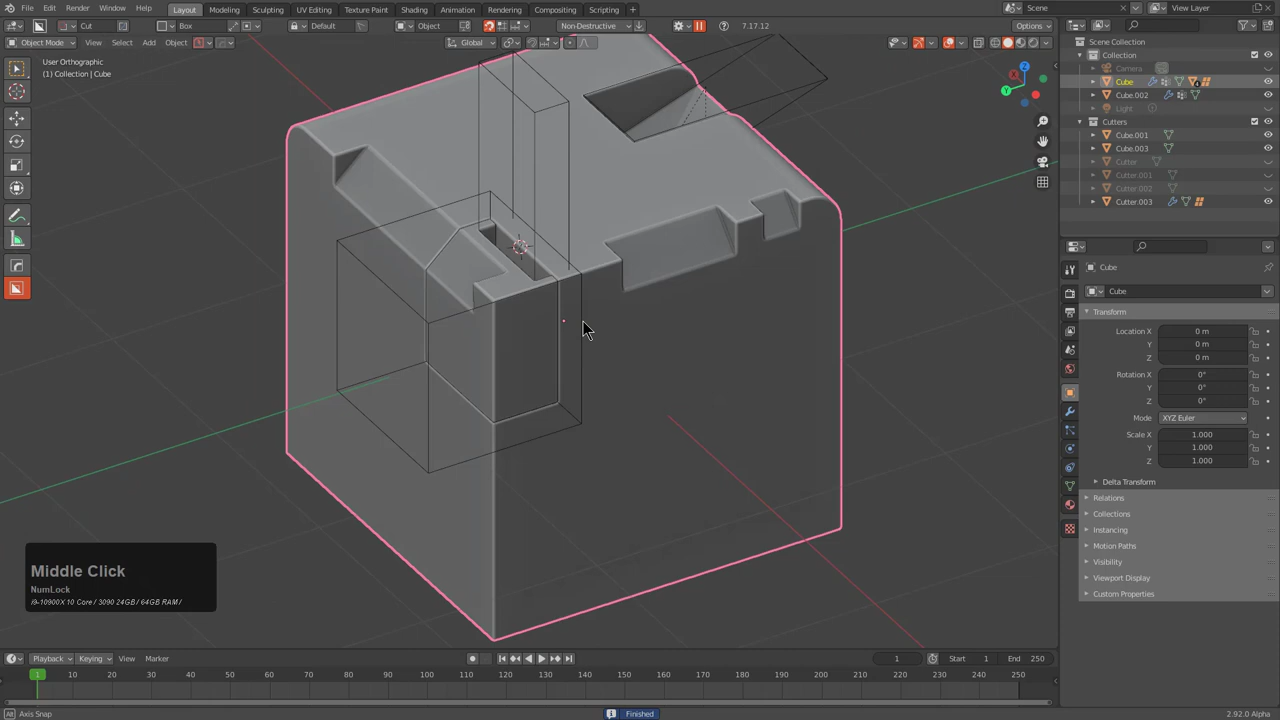 File Edit Render Window Help Layout Modeling Sculpting UV Editing Texture Paint Shading Animation Rendering Compositing Scripting + Scene View Layer
Cut Box Default Object Non-Destructive 7.17.12 Options
Object Mode View Select Add Object Global
User Orthographic
(1) Collection | Cube
Scene Collection
Collection
Camera
Cube
Cube.002
Light
Cutters
Cube.001
Cube.003
Cutter
Cutter.001
Cutter.002
Cutter.003
Cube
Cube
Transform
Location X 0 m
Y 0 m
Z 0 m
Rotation X 0°
Y 0°
Z 0°
Mode XYZ Euler
Scale X 1.000
Y 1.000
Z 1.000
Delta Transform
Relations
Collections
Instancing
Motion Paths
Visibility
Viewport Display
Custom Properties
X Y Z
Middle Click
NumLock
i9-10900X 10 Core / 3090 24GB / 64GB RAM /
Playback Keying View Marker 1 Start 1 End 250
1 10 20 30 40 50 60 70 80 90 100 110 120 130 140 150 160 170 180 190 200 210 220 230 240 250
Axis Snap Finished 2.92.0 Alpha